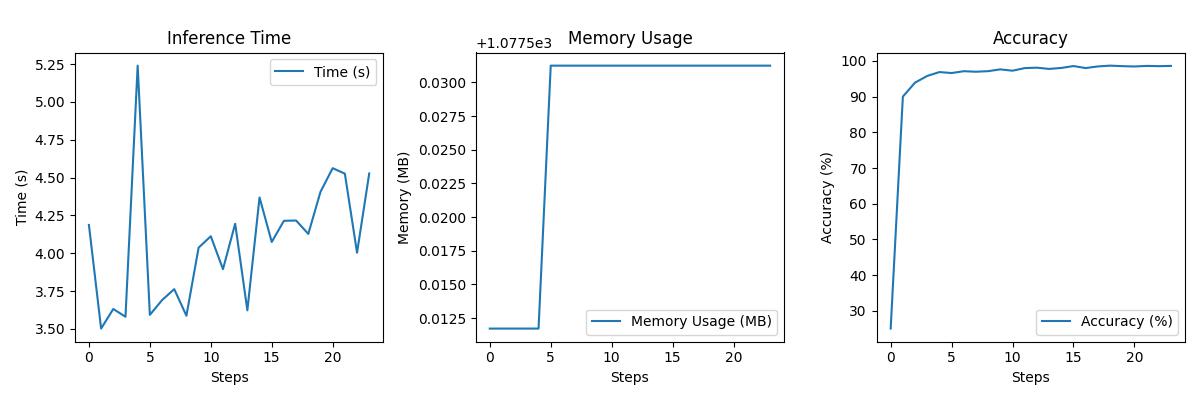 Inference Time
Time (s)
5.25
5.00
4.75
4.50
4.25
4.00
3.75
3.50
Time (s)
0 5 10 15 20
Steps
+1.0775e3
Memory Usage
0.0300
0.0275
0.0250
0.0225
0.0200
0.0175
0.0150
0.0125
Memory (MB)
Memory Usage (MB)
0 5 10 15 20
Steps
Accuracy
100
90
80
70
60
50
40
30
Accuracy (%)
Accuracy (%)
0 5 10 15 20
Steps